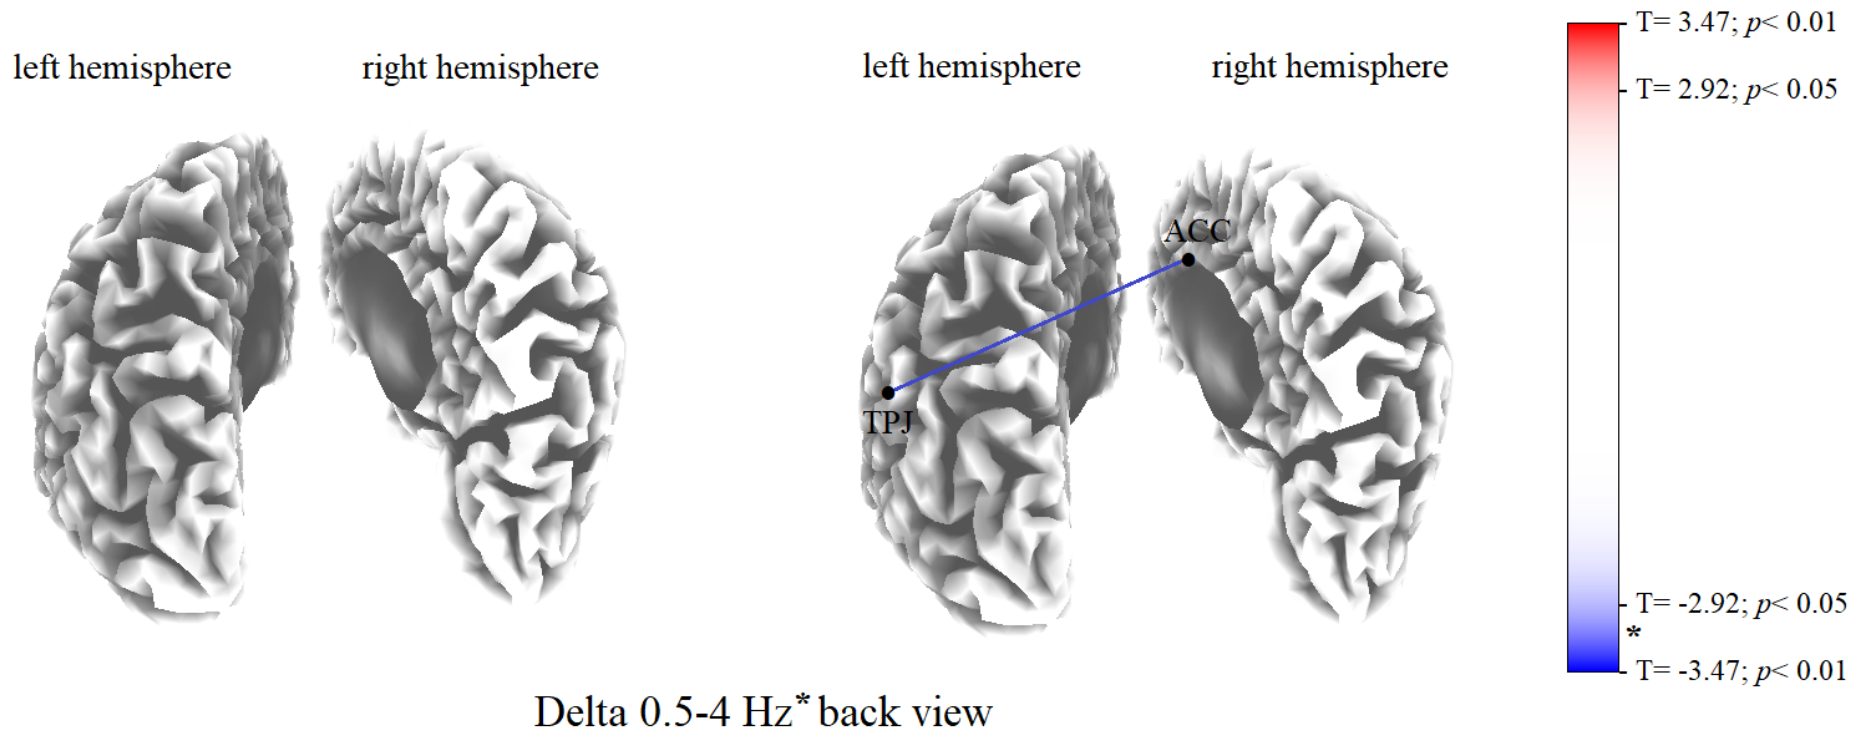 left hemisphere
right hemisphere
left hemisphere
right hemisphere
T= 3.47; p< 0.01
T= 2.92; p< 0.05
ACC
TPJ
T= -2.92; p< 0.05
*
T= -3.47; p< 0.01
Delta 0.5-4 Hz* back view